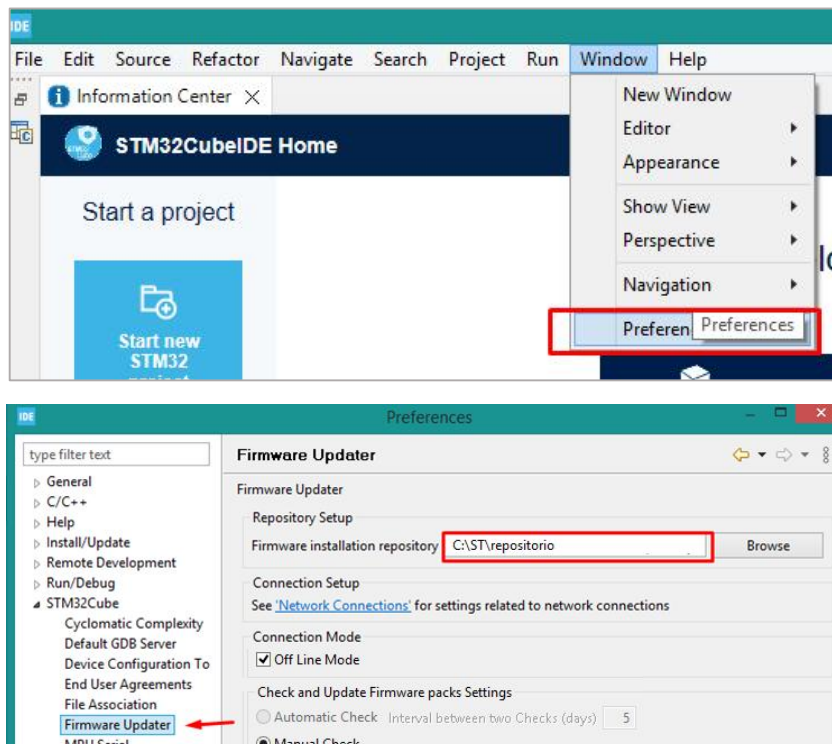 IDE
File Edit Source Refactor Navigate Search Project Run Window Help
Information Center
STM32CubeIDE Home
Start a project
Start new
STM32
New Window
Editor
Appearance
Show View
Perspective
Navigation
Preferen Preferences
IDE Preferences
type filter text
General
C/C++
Help
Install/Update
Remote Development
Run/Debug
STM32Cube
Cyclomatic Complexity
Default GDB Server
Device Configuration To
End User Agreements
File Association
Firmware Updater
Firmware Updater
Firmware Updater
Repository Setup
Firmware installation repository C:\ST\repositorio Browse
Connection Setup
See 'Network Connections' for settings related to network connections
Connection Mode
Off Line Mode
Check and Update Firmware packs Settings
Automatic Check Interval between two Checks (days) 5
Manual Check